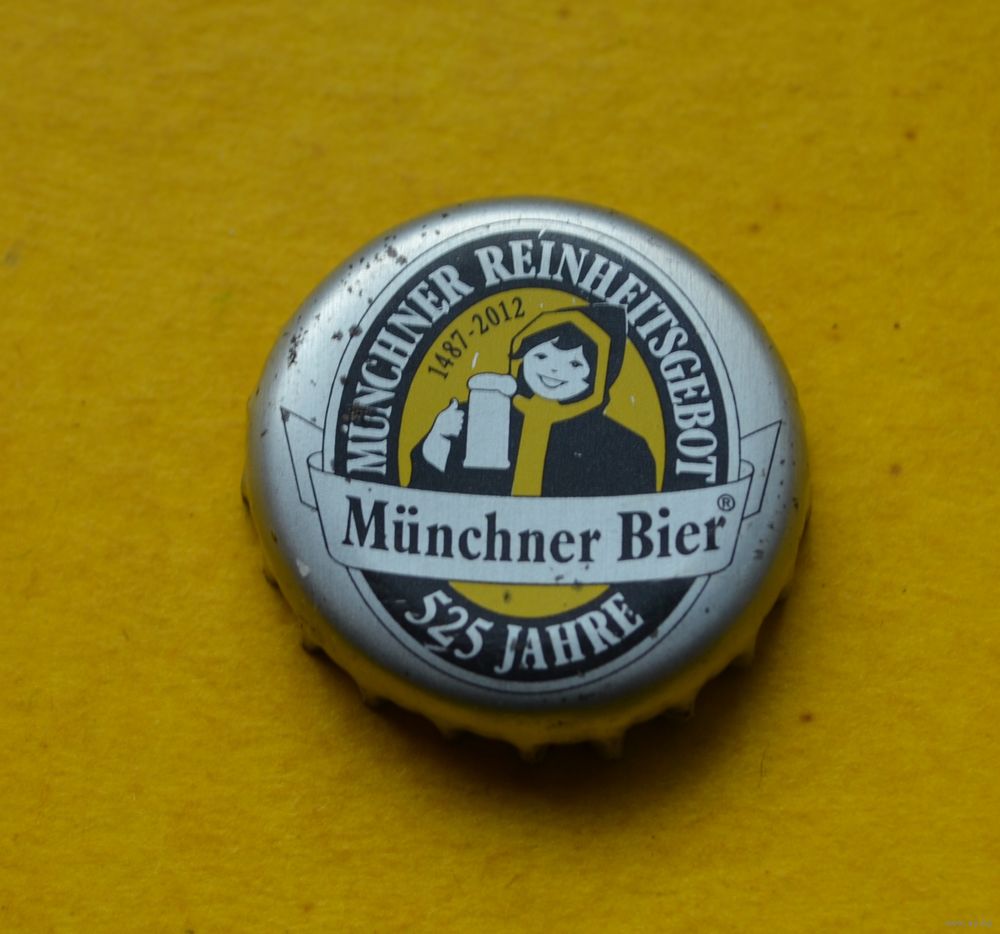 MÜNCHNER REINHEITSGEBOT
1487-2012
Münchner Bier®
525 JAHRE